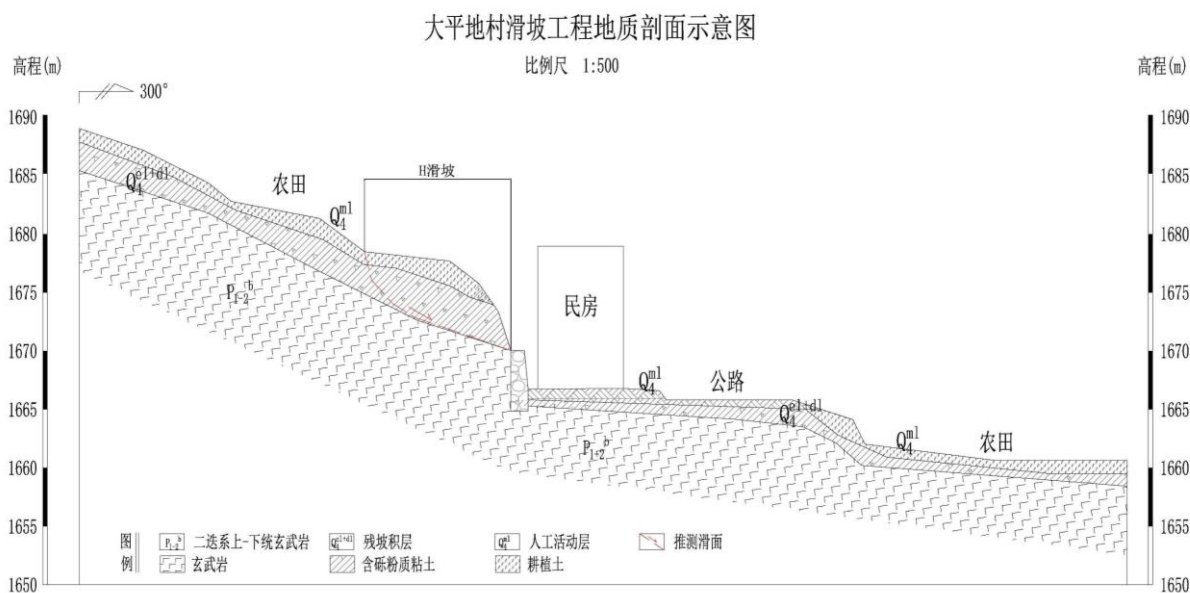 大平地村滑坡工程地质剖面示意图
比例尺 1:500
高程(m)
高程(m)
300°
1690
1685
1680
1675
1670
1665
1660
1655
1650
1690
1685
1680
1675
1670
1665
1660
1655
1650
H滑坡
Q4el+dl
农田
Q4ml
P1-2b
民房
Q4ml
公路
Q4el+dl
P1-2b
Q4ml
农田
图例
P1-2b 二迭系上-下统玄武岩
Q4el+dl 残坡积层
Q4ml 人工活动层
推测滑面
玄武岩
含砾粉质粘土
耕植土